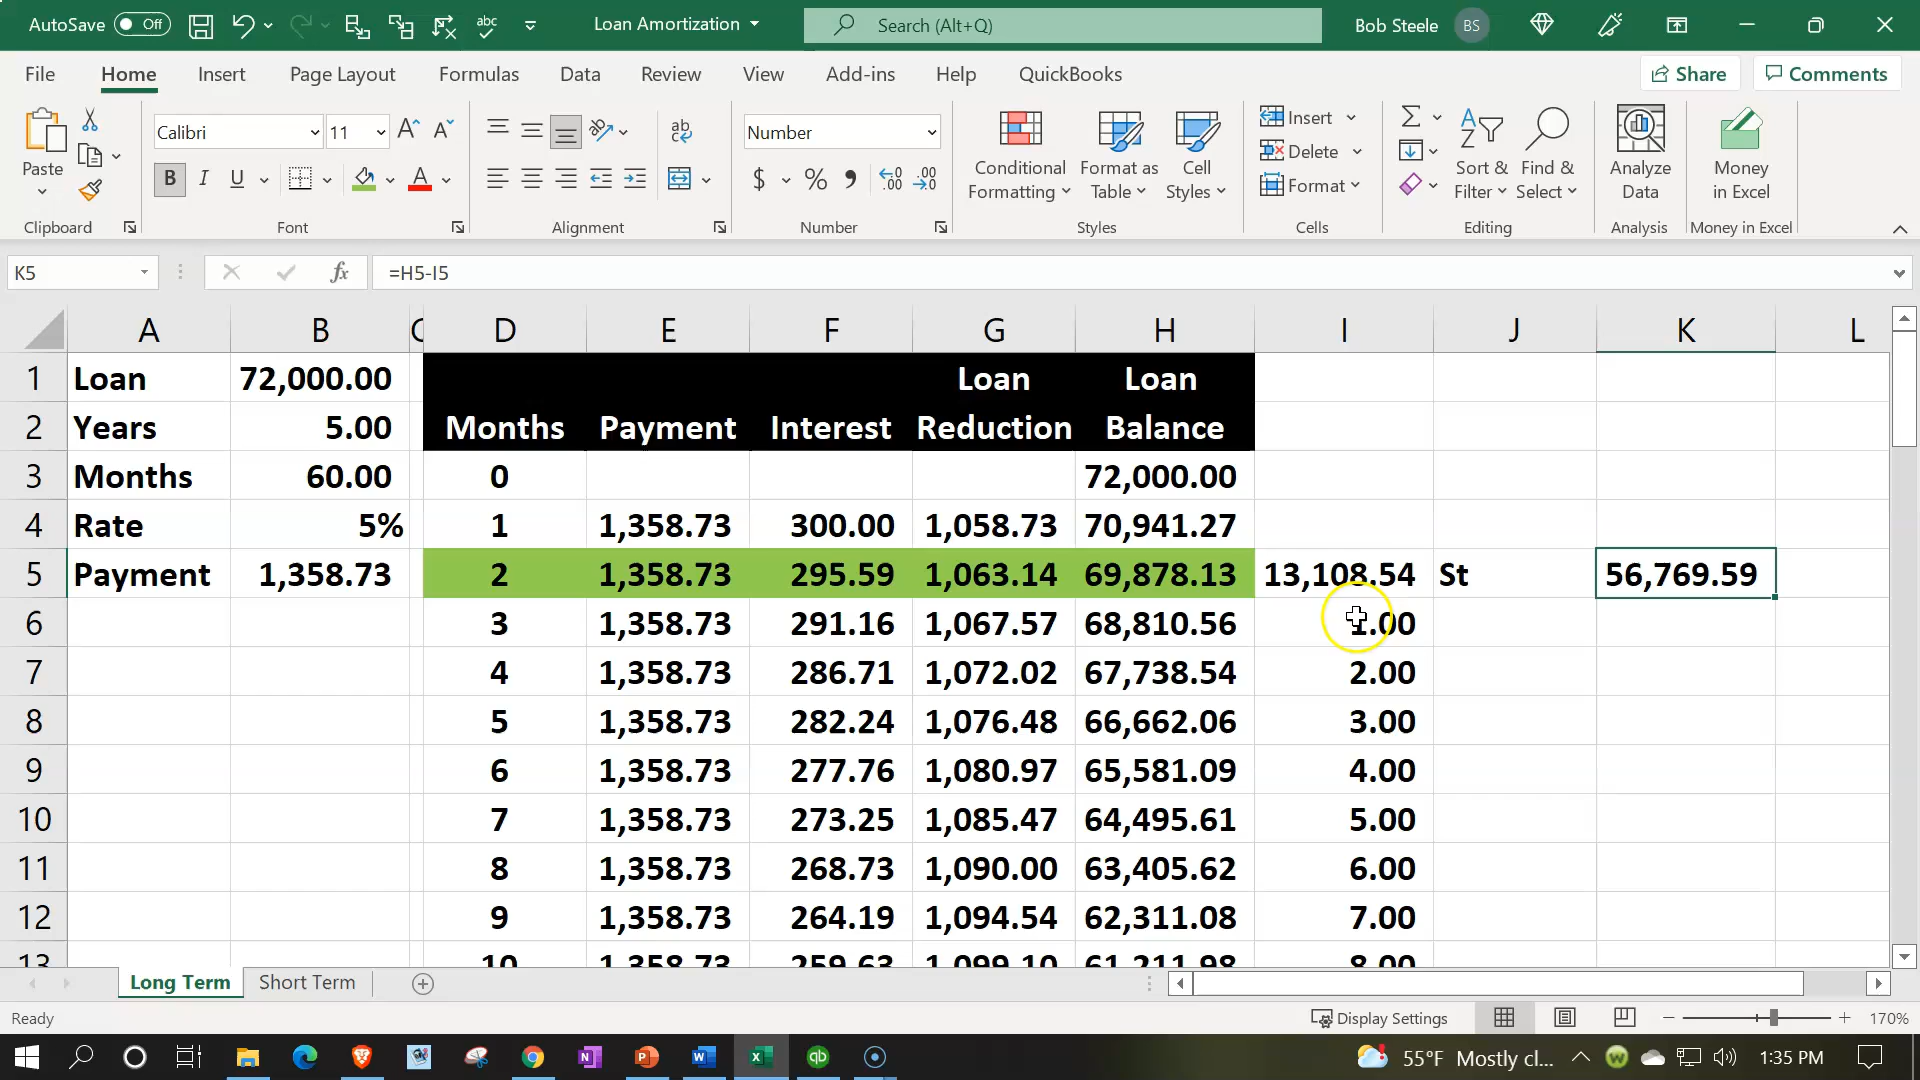 AutoSave Off abc Loan Amortization Search (Alt+Q) Bob Steele BS
File Home Insert Page Layout Formulas Data Review View Add-ins Help QuickBooks Share Comments
Calibri 11 A A ab c Number Σ A Z
Insert
Delete
Format
Paste B I U A $ % 9 .00 .00
Conditional Formatting
Format as Table
Cell Styles
Sort & Filter
Find & Select
Analyze Data
Money in Excel
Clipboard Font Alignment Number Styles Cells Editing Analysis Money in Excel
K5 fx =H5-I5
A B C D E F G H I J K L
1 Loan 72,000.00 Loan Loan
2 Years 5.00 Months Payment Interest Reduction Balance
3 Months 60.00 0 72,000.00
4 Rate 5% 1 1,358.73 300.00 1,058.73 70,941.27
5 Payment 1,358.73 2 1,358.73 295.59 1,063.14 69,878.13 13,108.54 St 56,769.59
6 3 1,358.73 291.16 1,067.57 68,810.56 1.00
7 4 1,358.73 286.71 1,072.02 67,738.54 2.00
8 5 1,358.73 282.24 1,076.48 66,662.06 3.00
9 6 1,358.73 277.76 1,080.97 65,581.09 4.00
10 7 1,358.73 273.25 1,085.47 64,495.61 5.00
11 8 1,358.73 268.73 1,090.00 63,405.62 6.00
12 9 1,358.73 264.19 1,094.54 62,311.08 7.00
13 10 1,358.73 259.63 1,099.10 61,211.98 8.00
Long Term Short Term
Ready Display Settings 170%
55°F Mostly cl... 1:35 PM